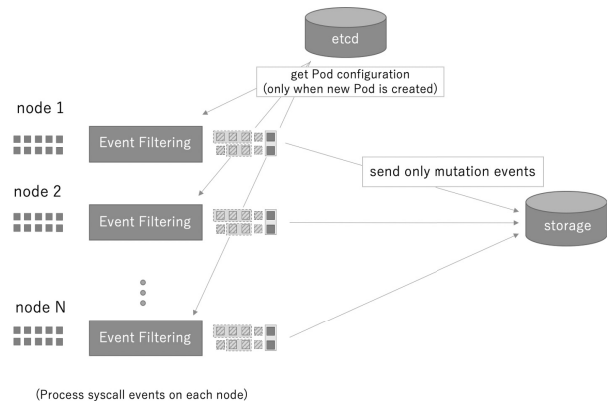 etcd
get Pod configuration
(only when new Pod is created)
node 1
Event Filtering
send only mutation events
node 2
Event Filtering
storage
node N
Event Filtering
(Process syscall events on each node)